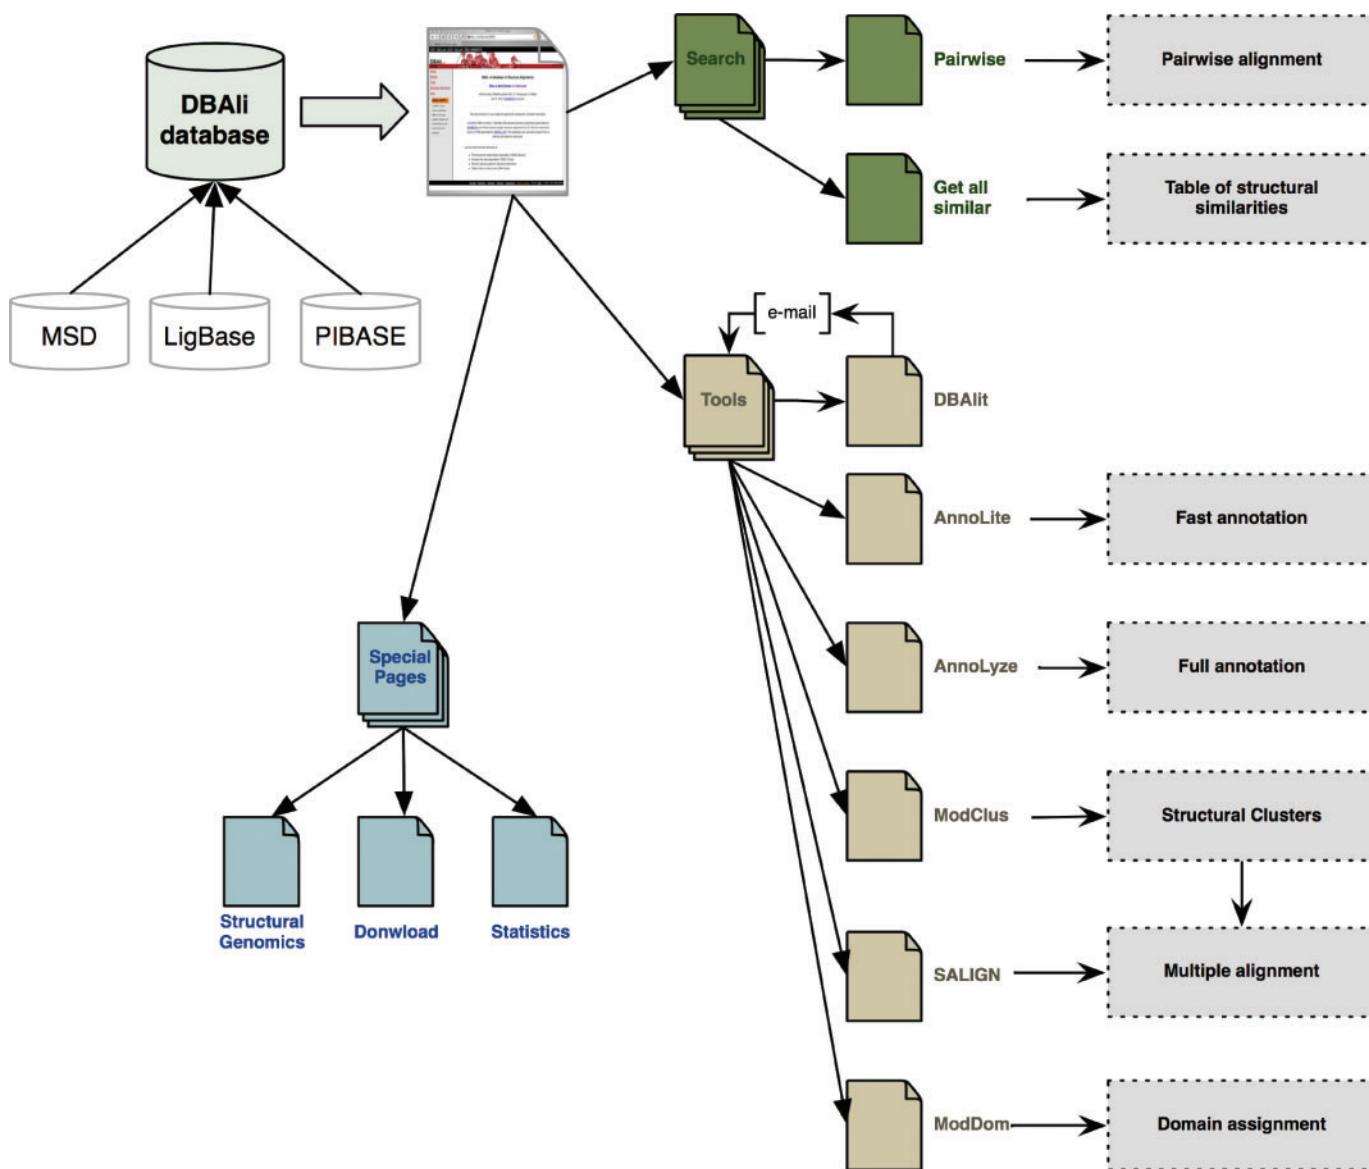 DBAli
database
MSD
LigBase
PIBASE
Search
Pairwise
Pairwise alignment
Get all
similar
Table of structural
similarities
e-mail
Tools
DBAlit
AnnoLite
Fast annotation
AnnoLyze
Full annotation
Special
Pages
ModClus
Structural Clusters
Structural
Genomics
Donwload
Statistics
SALIGN
Multiple alignment
ModDom
Domain assignment